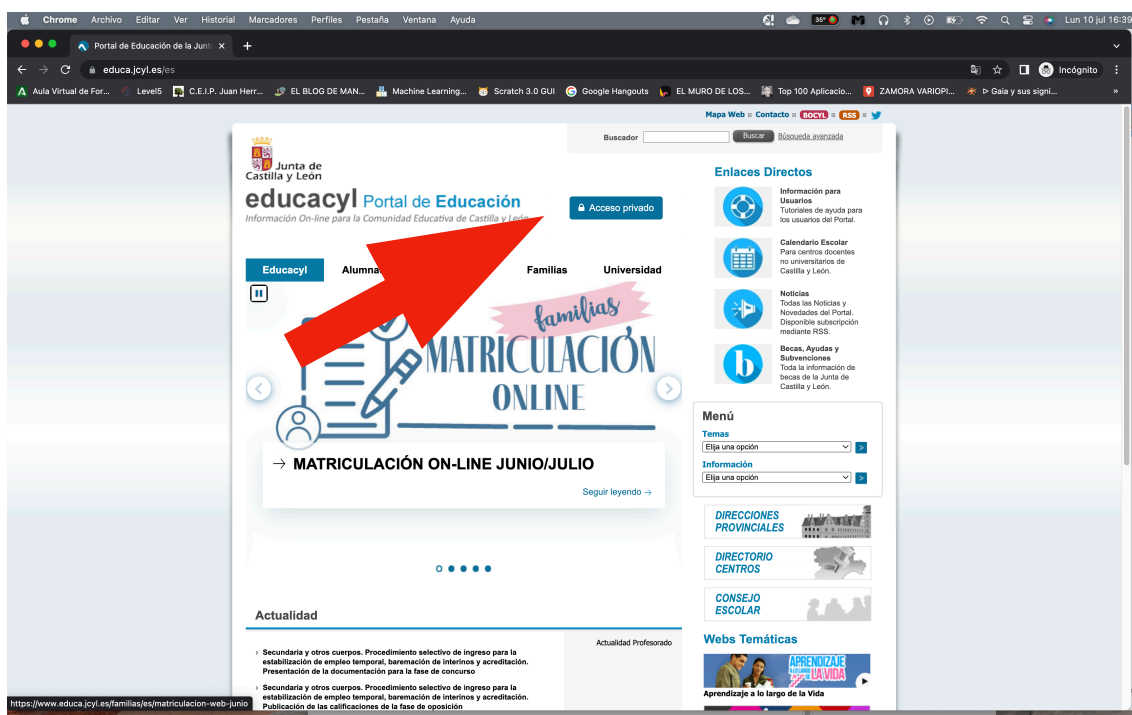 Chrome Archivo Editar Ver Historial Marcadores Perfiles Pestaña Ventana Ayuda
35° Lun 10 jul 16:39
Portal de Educación de la Junt
educa.jcyl.es/es
Incógnito
Aula Virtual de For... Level5 C.E.I.P. Juan Herr... EL BLOG DE MAN... Machine Learning... Scratch 3.0 GUI Google Hangouts EL MURO DE LOS... Top 100 Aplicacio... ZAMORA VARIOPI... Gaia y sus signi... »
Mapa Web Contacto BOCYL RSS
Buscador Buscar Búsqueda avanzada
Junta de
Castilla y León
educacyl Portal de Educación
Información On-line para la Comunidad Educativa de Castilla y León
Acceso privado
Educacyl Familias Universidad
familias
MATRICULACIÓN
ONLINE
→ MATRICULACIÓN ON-LINE JUNIO/JULIO
Seguir leyendo →
Actualidad
Actualidad Profesorado
› Secundaria y otros cuerpos. Procedimiento selectivo de ingreso para la
estabilización de empleo temporal, baremación de interinos y acreditación.
Presentación de la documentación para la fase de concurso
› Secundaria y otros cuerpos. Procedimiento selectivo de ingreso para la
estabilización de empleo temporal, baremación de interinos y acreditación.
Publicación de las calificaciones de la fase de oposición
Enlaces Directos
Información para
Usuarios
Tutoriales de ayuda para
los usuarios del Portal.
Calendario Escolar
Para centros docentes
no universitarios de
Castilla y León.
Noticias
Todas las Noticias y
Novedades del Portal.
Disponible subscripción
mediante RSS.
b
Becas, Ayudas y
Subvenciones
Toda la información de
becas de la Junta de
Castilla y León.
Menú
Temas
Elija una opción >
Información
Elija una opción >
DIRECCIONES
PROVINCIALES
DIRECTORIO
CENTROS
CONSEJO
ESCOLAR
Webs Temáticas
APRENDIZAJE
A LO LARGO DE LA VIDA
Aprendizaje a lo largo de la Vida
https://www.educa.jcyl.es/familias/es/matriculacion-web-junio